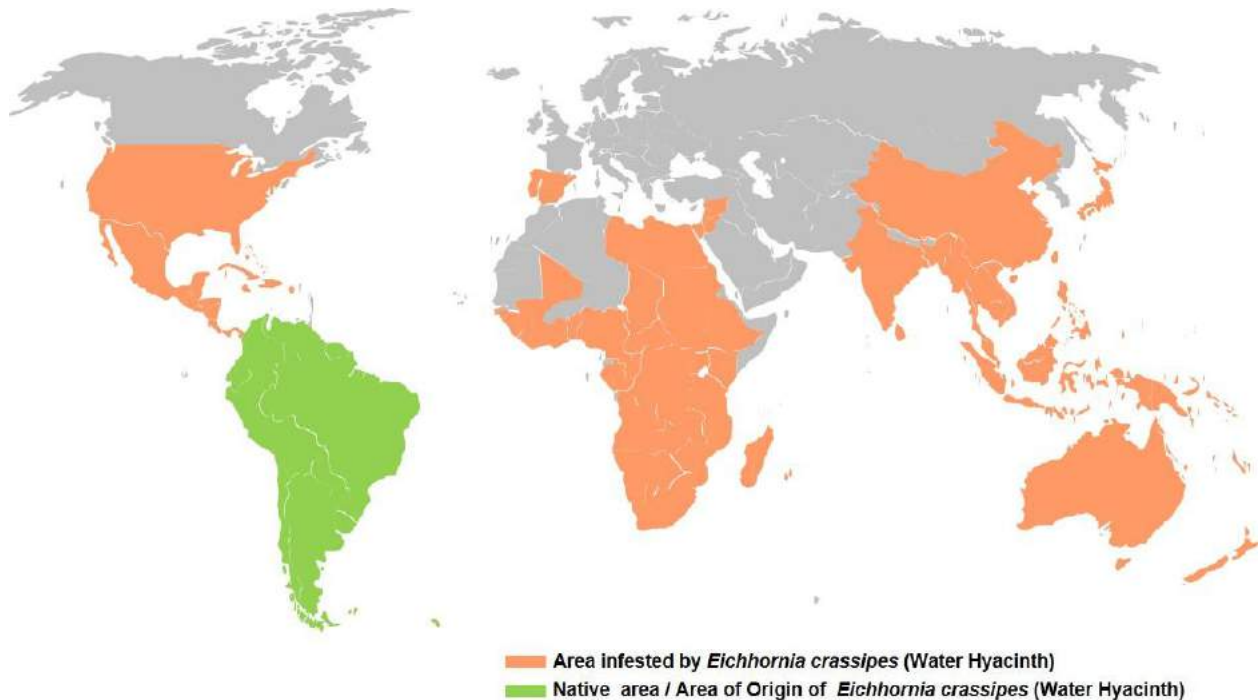 Area infested by Eichhornia crassipes (Water Hyacinth)
Native area / Area of Origin of Eichhornia crassipes (Water Hyacinth)